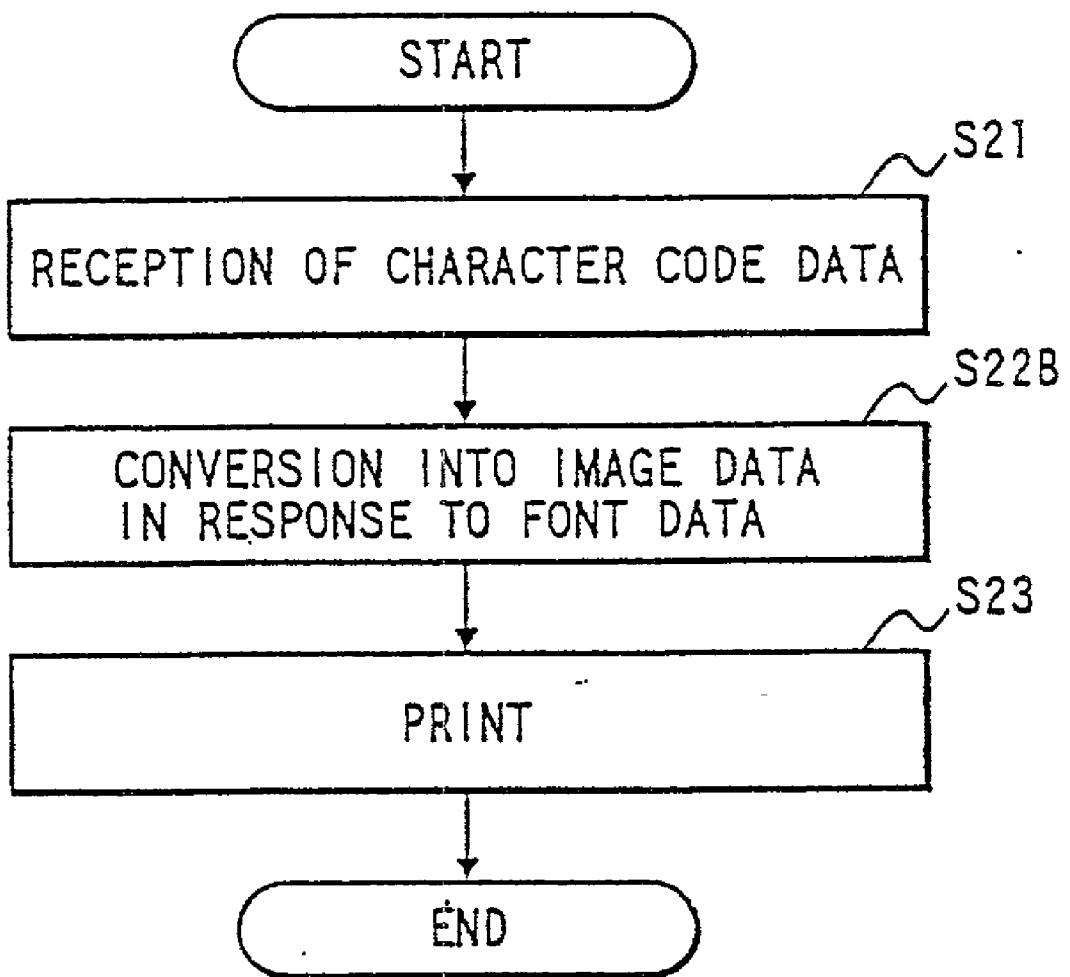 START
S21
RECEPTION OF CHARACTER CODE DATA
S22B
CONVERSION INTO IMAGE DATA
IN RESPONSE TO FONT DATA
S23
PRINT
END